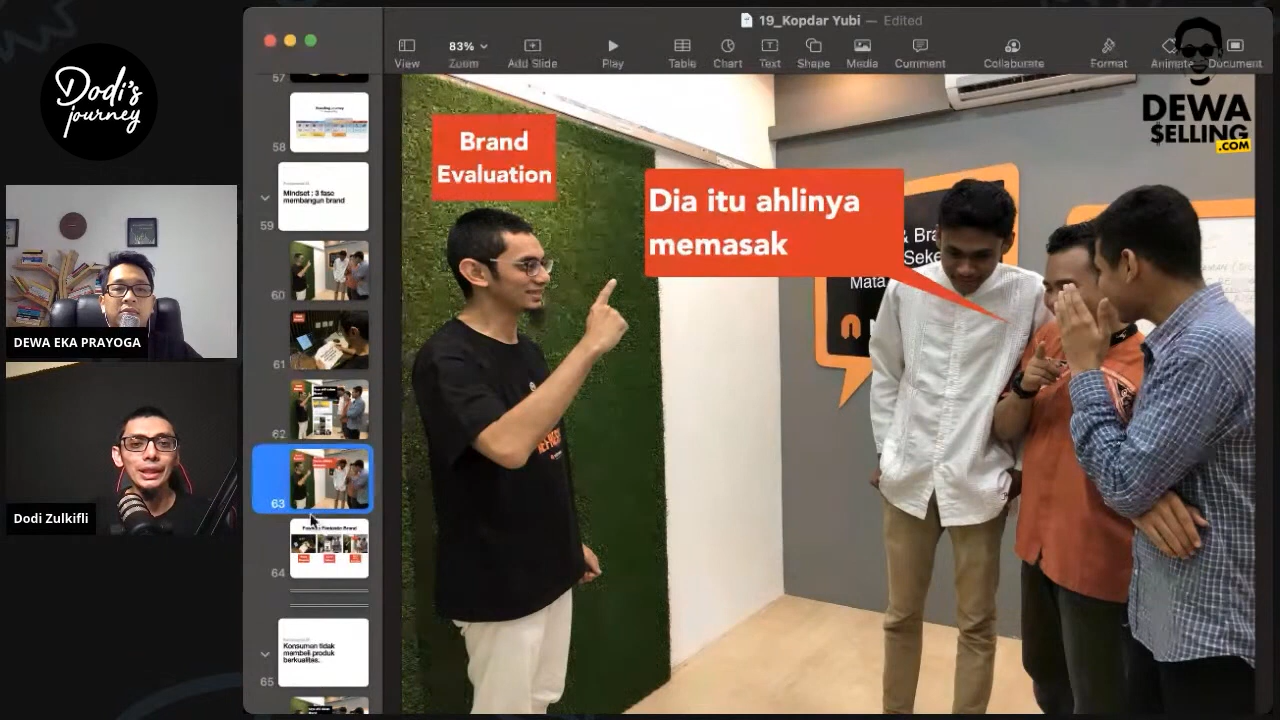 Dodi's
journey
DEWA EKA PRAYOGA
Dodi Zulkifli
19_Kopdar Yubi — Edited
83%
View
Zoom
Add Slide
Play
Table
Chart
Text
Shape
Media
Comment
Collaborate
Format
Animate
Document
DEWA
SELLING
.COM
57
58
59
Mindset : 3 fase
membangun brand
60
61
62
63
64
65
Konsumen tidak
membeli produk
berkualitas.
Brand
Evaluation
Dia itu ahlinya
memasak
& Bra
Seke
Mata